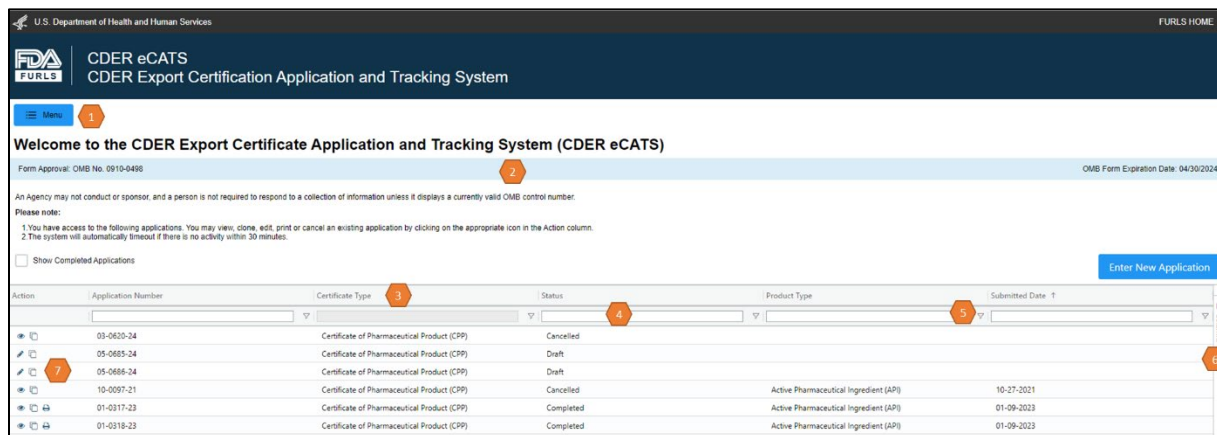 U.S. Department of Health and Human Services FURLS HOME
FDA FURLS
CDER eCATS
CDER Export Certification Application and Tracking System
Menu 1
Welcome to the CDER Export Certificate Application and Tracking System (CDER eCATS)
Form Approval: OMB No. 0910-0498 2 OMB Form Expiration Date: 04/30/2024
An Agency may not conduct or sponsor, and a person is not required to respond to a collection of information unless it displays a currently valid OMB control number.
Please note:
1.You have access to the following applications. You may view, clone, edit, print or cancel an existing application by clicking on the appropriate icon in the Action column.
2.The system will automatically timeout if there is no activity within 30 minutes.
Show Completed Applications Enter New Application
Action Application Number Certificate Type 3 Status Product Type Submitted Date ↑
4 5
03-0620-24 Certificate of Pharmaceutical Product (CPP) Cancelled
05-0685-24 Certificate of Pharmaceutical Product (CPP) Draft 6
7 05-0686-24 Certificate of Pharmaceutical Product (CPP) Draft
10-0097-21 Certificate of Pharmaceutical Product (CPP) Cancelled Active Pharmaceutical Ingredient (API) 10-27-2021
01-0317-23 Certificate of Pharmaceutical Product (CPP) Completed Active Pharmaceutical Ingredient (API) 01-09-2023
01-0318-23 Certificate of Pharmaceutical Product (CPP) Completed Active Pharmaceutical Ingredient (API) 01-09-2023